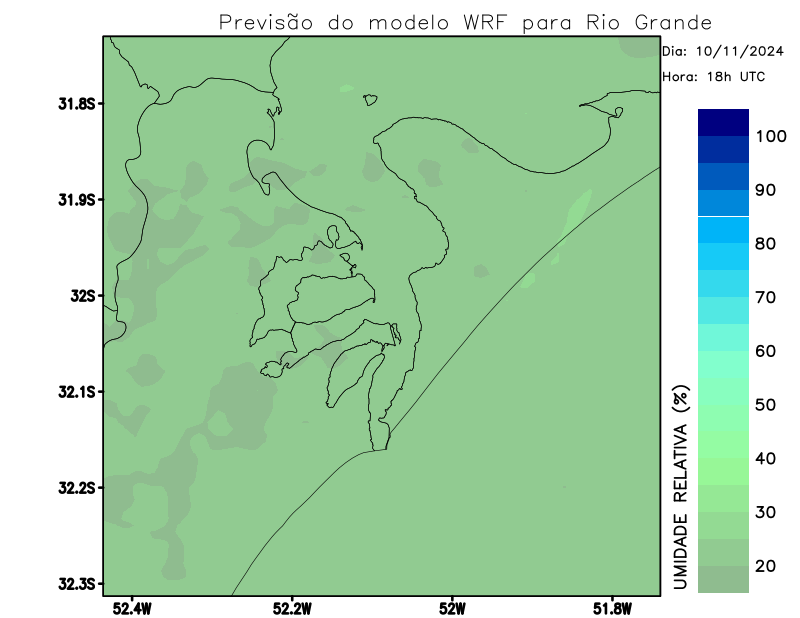 Previsão do modelo WRF para Rio Grande
Dia: 10/11/2024
Hora: 18h UTC
31.8S
31.9S
32S
32.1S
32.2S
32.3S
52.4W
52.2W
52W
51.8W
100
90
80
70
60
50
40
30
20
UMIDADE RELATIVA (%)